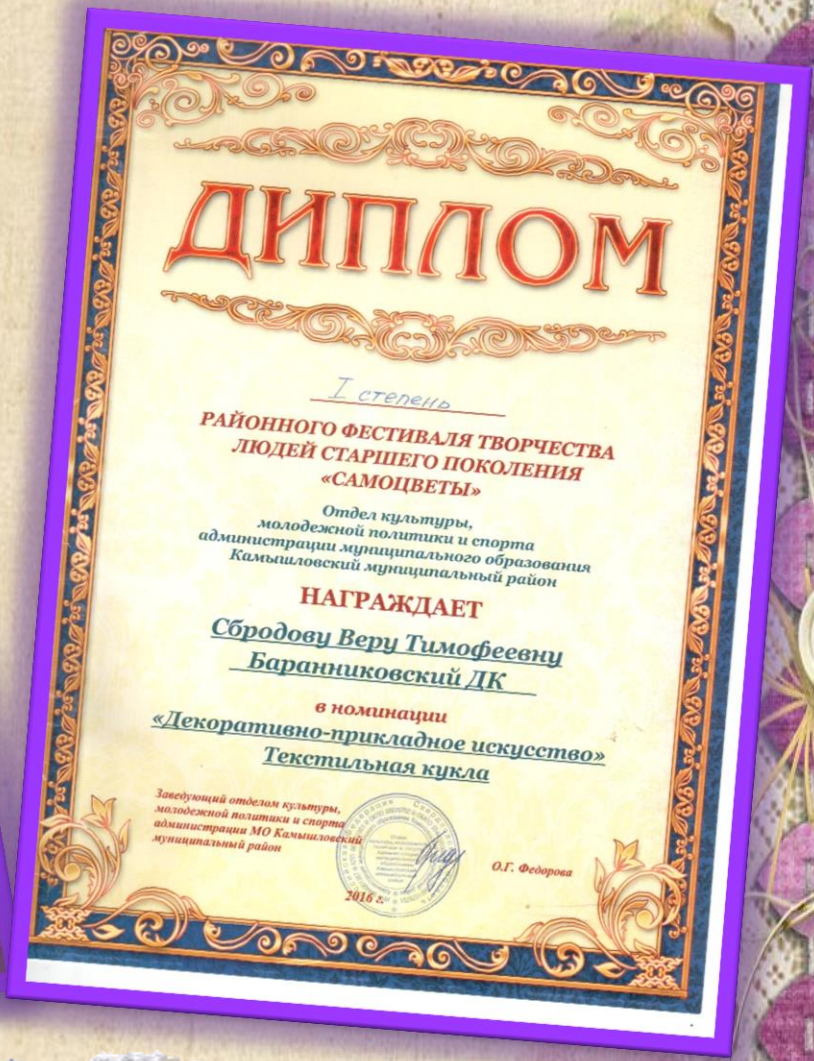 ДИПЛОМ
I степень
РАЙОННОГО ФЕСТИВАЛЯ ТВОРЧЕСТВА
ЛЮДЕЙ СТАРШЕГО ПОКОЛЕНИЯ
«САМОЦВЕТЫ»
Отдел культуры,
молодежной политики и спорта
администрации муниципального образования
Камышловский муниципальный район
НАГРАЖДАЕТ
Сбродову Веру Тимофеевну
Баранниковский ДК
в номинации
«Декоративно-прикладное искусство»
Текстильная кукла
Заведующий отделом культуры,
молодежной политики и спорта
администрации МО Камышловский
муниципальный район
О.Г. Федорова
2016 г.